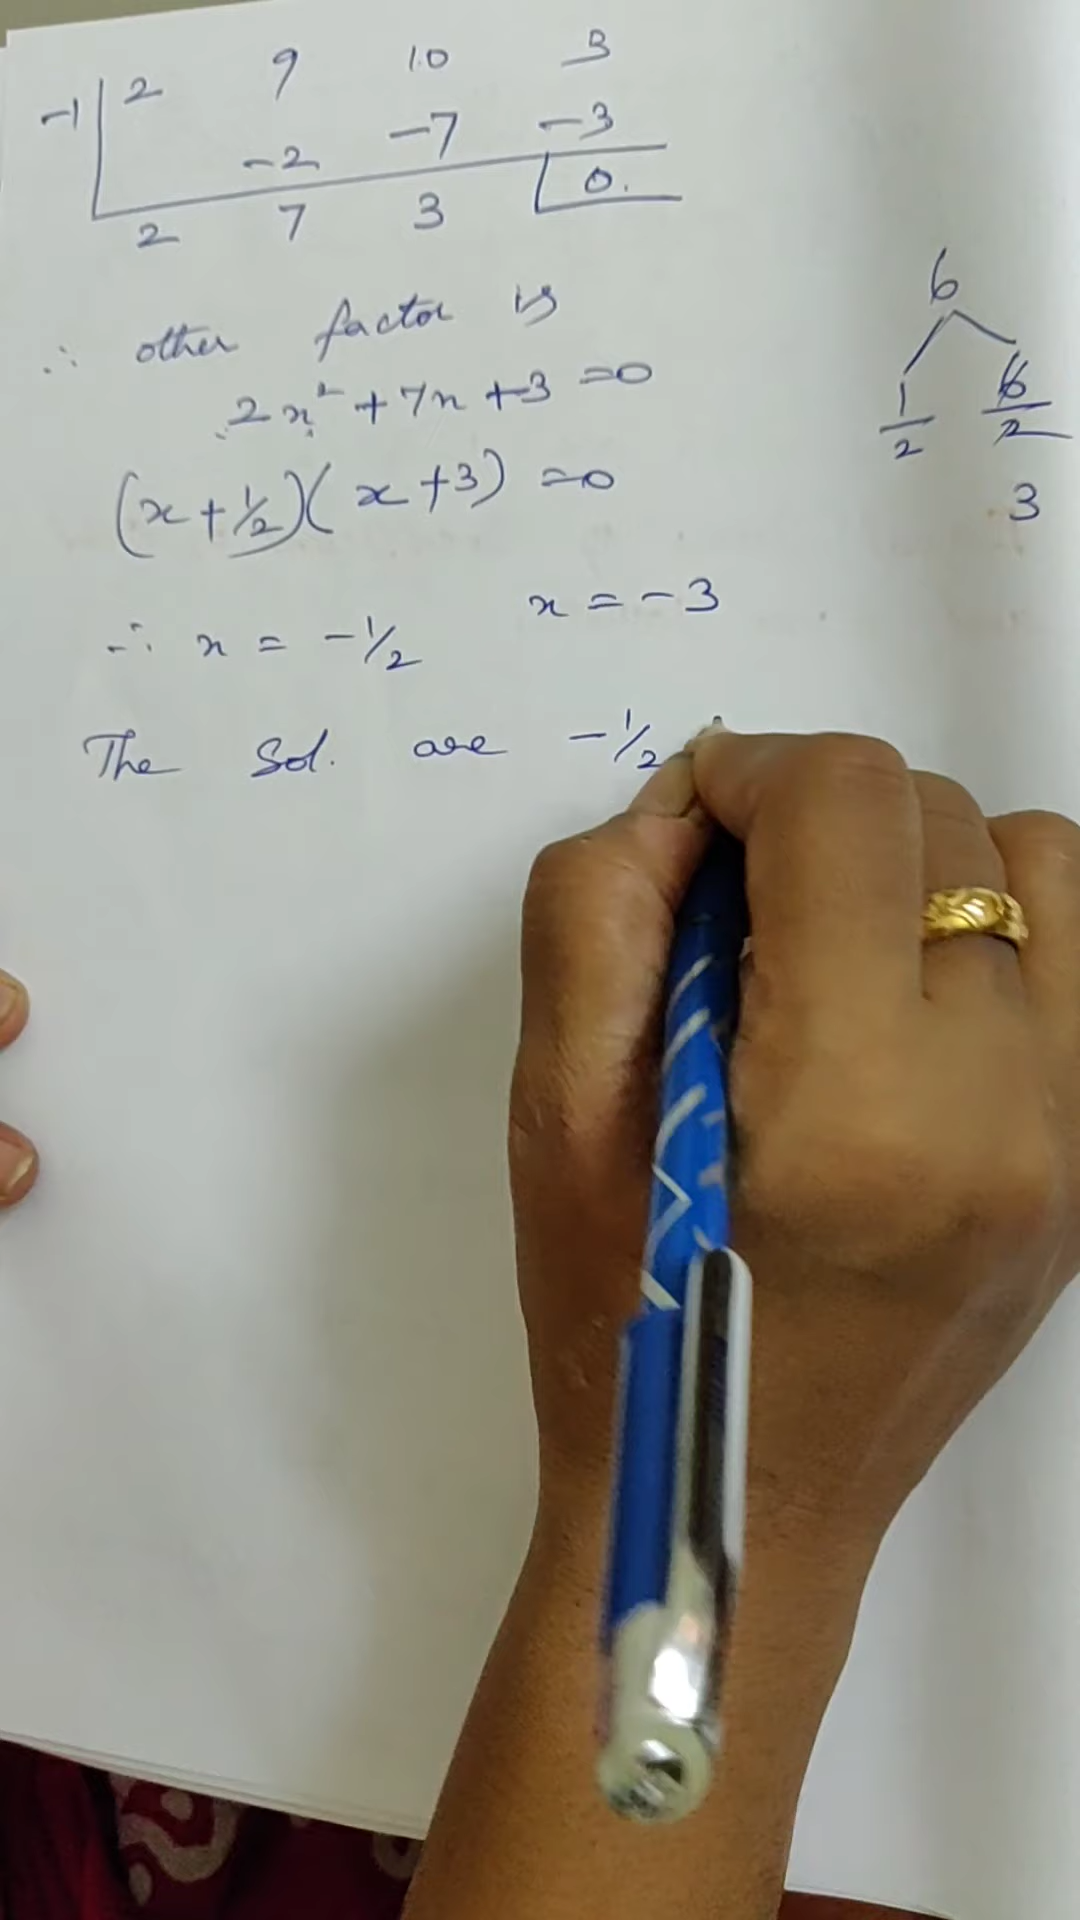 -1 | 2 9 10 3
-2 -7 -3
2 7 3 | 0.
∴ other factor is
2x² + 7x + 3 = 0
(x + 1/2)(x + 3) = 0
∴ x = -1/2 x = -3
The Sol. are -1/2
6
1/2 6/2
3